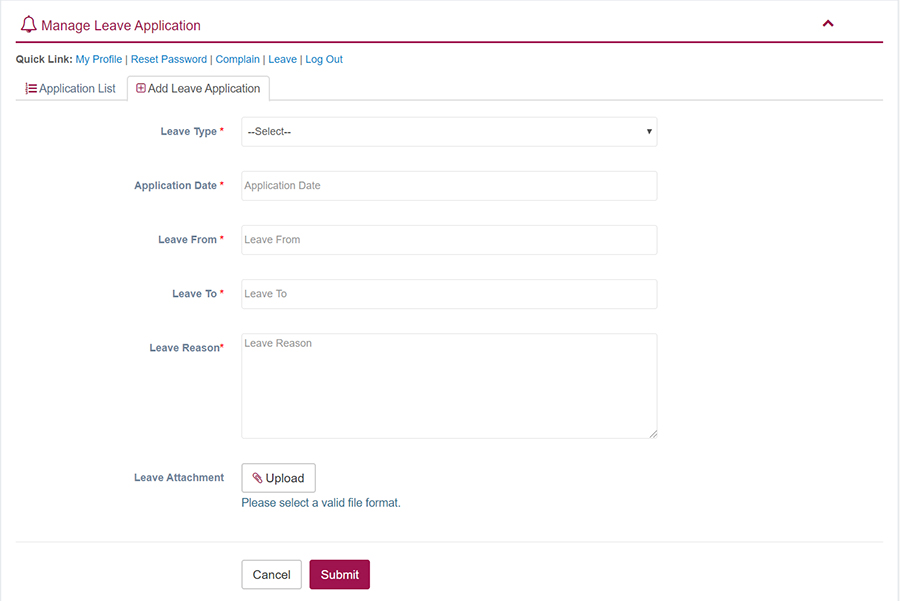 Manage Leave Application
Quick Link: My Profile | Reset Password | Complain | Leave | Log Out
Application List Add Leave Application
Leave Type * --Select--
Application Date * Application Date
Leave From * Leave From
Leave To * Leave To
Leave Reason* Leave Reason
Leave Attachment Upload
Please select a valid file format.
Cancel Submit